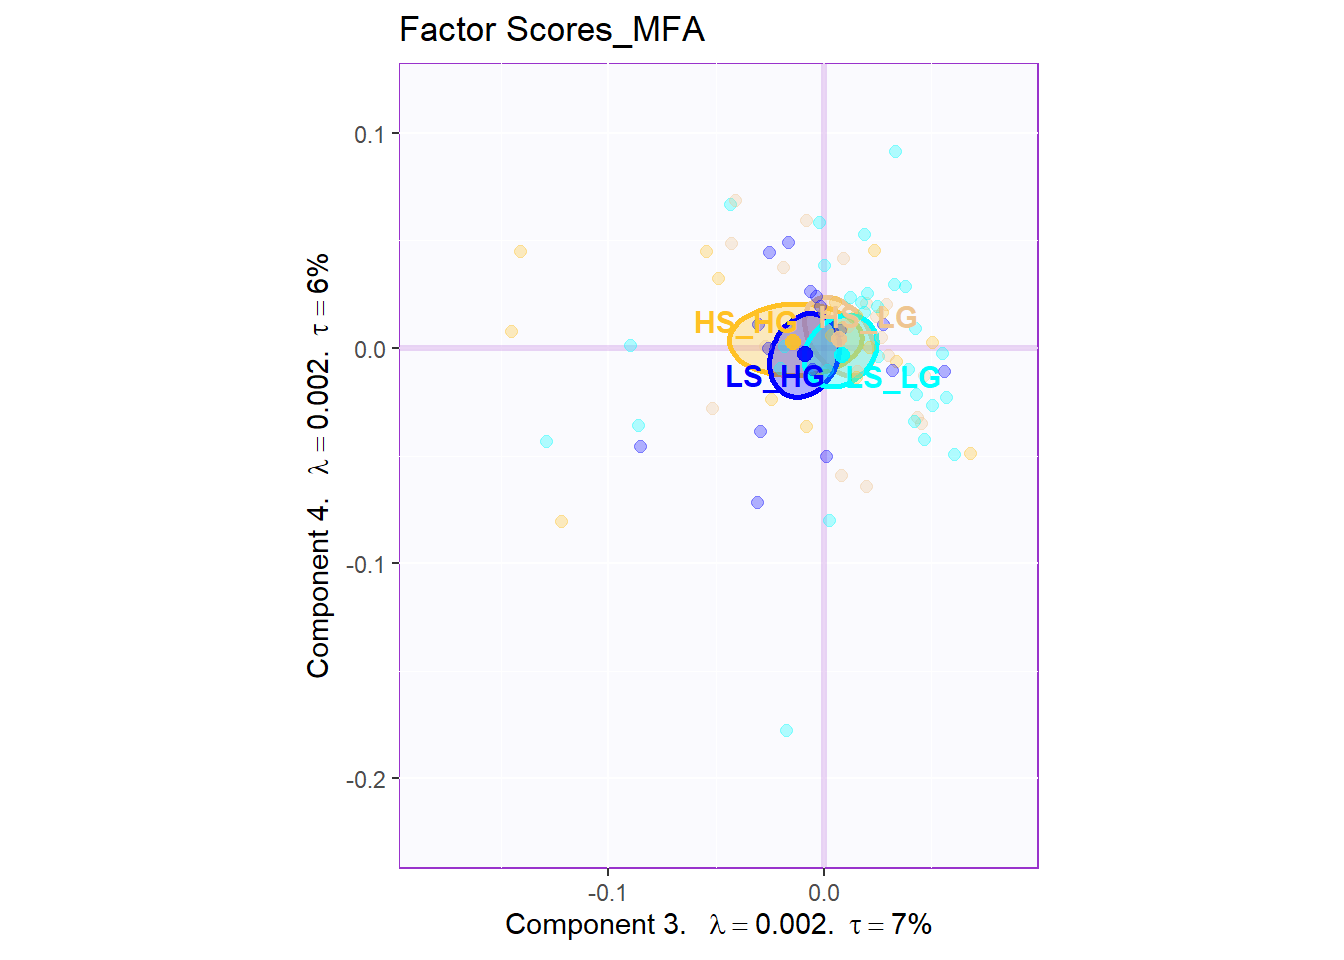 Factor Scores_MFA
0.1
0.0
-0.1
-0.2
Component 4. λ = 0.002. τ = 6%
HS_HG
HS_LG
LS_HG
LS_LG
-0.1
0.0
Component 3. λ = 0.002. τ = 7%